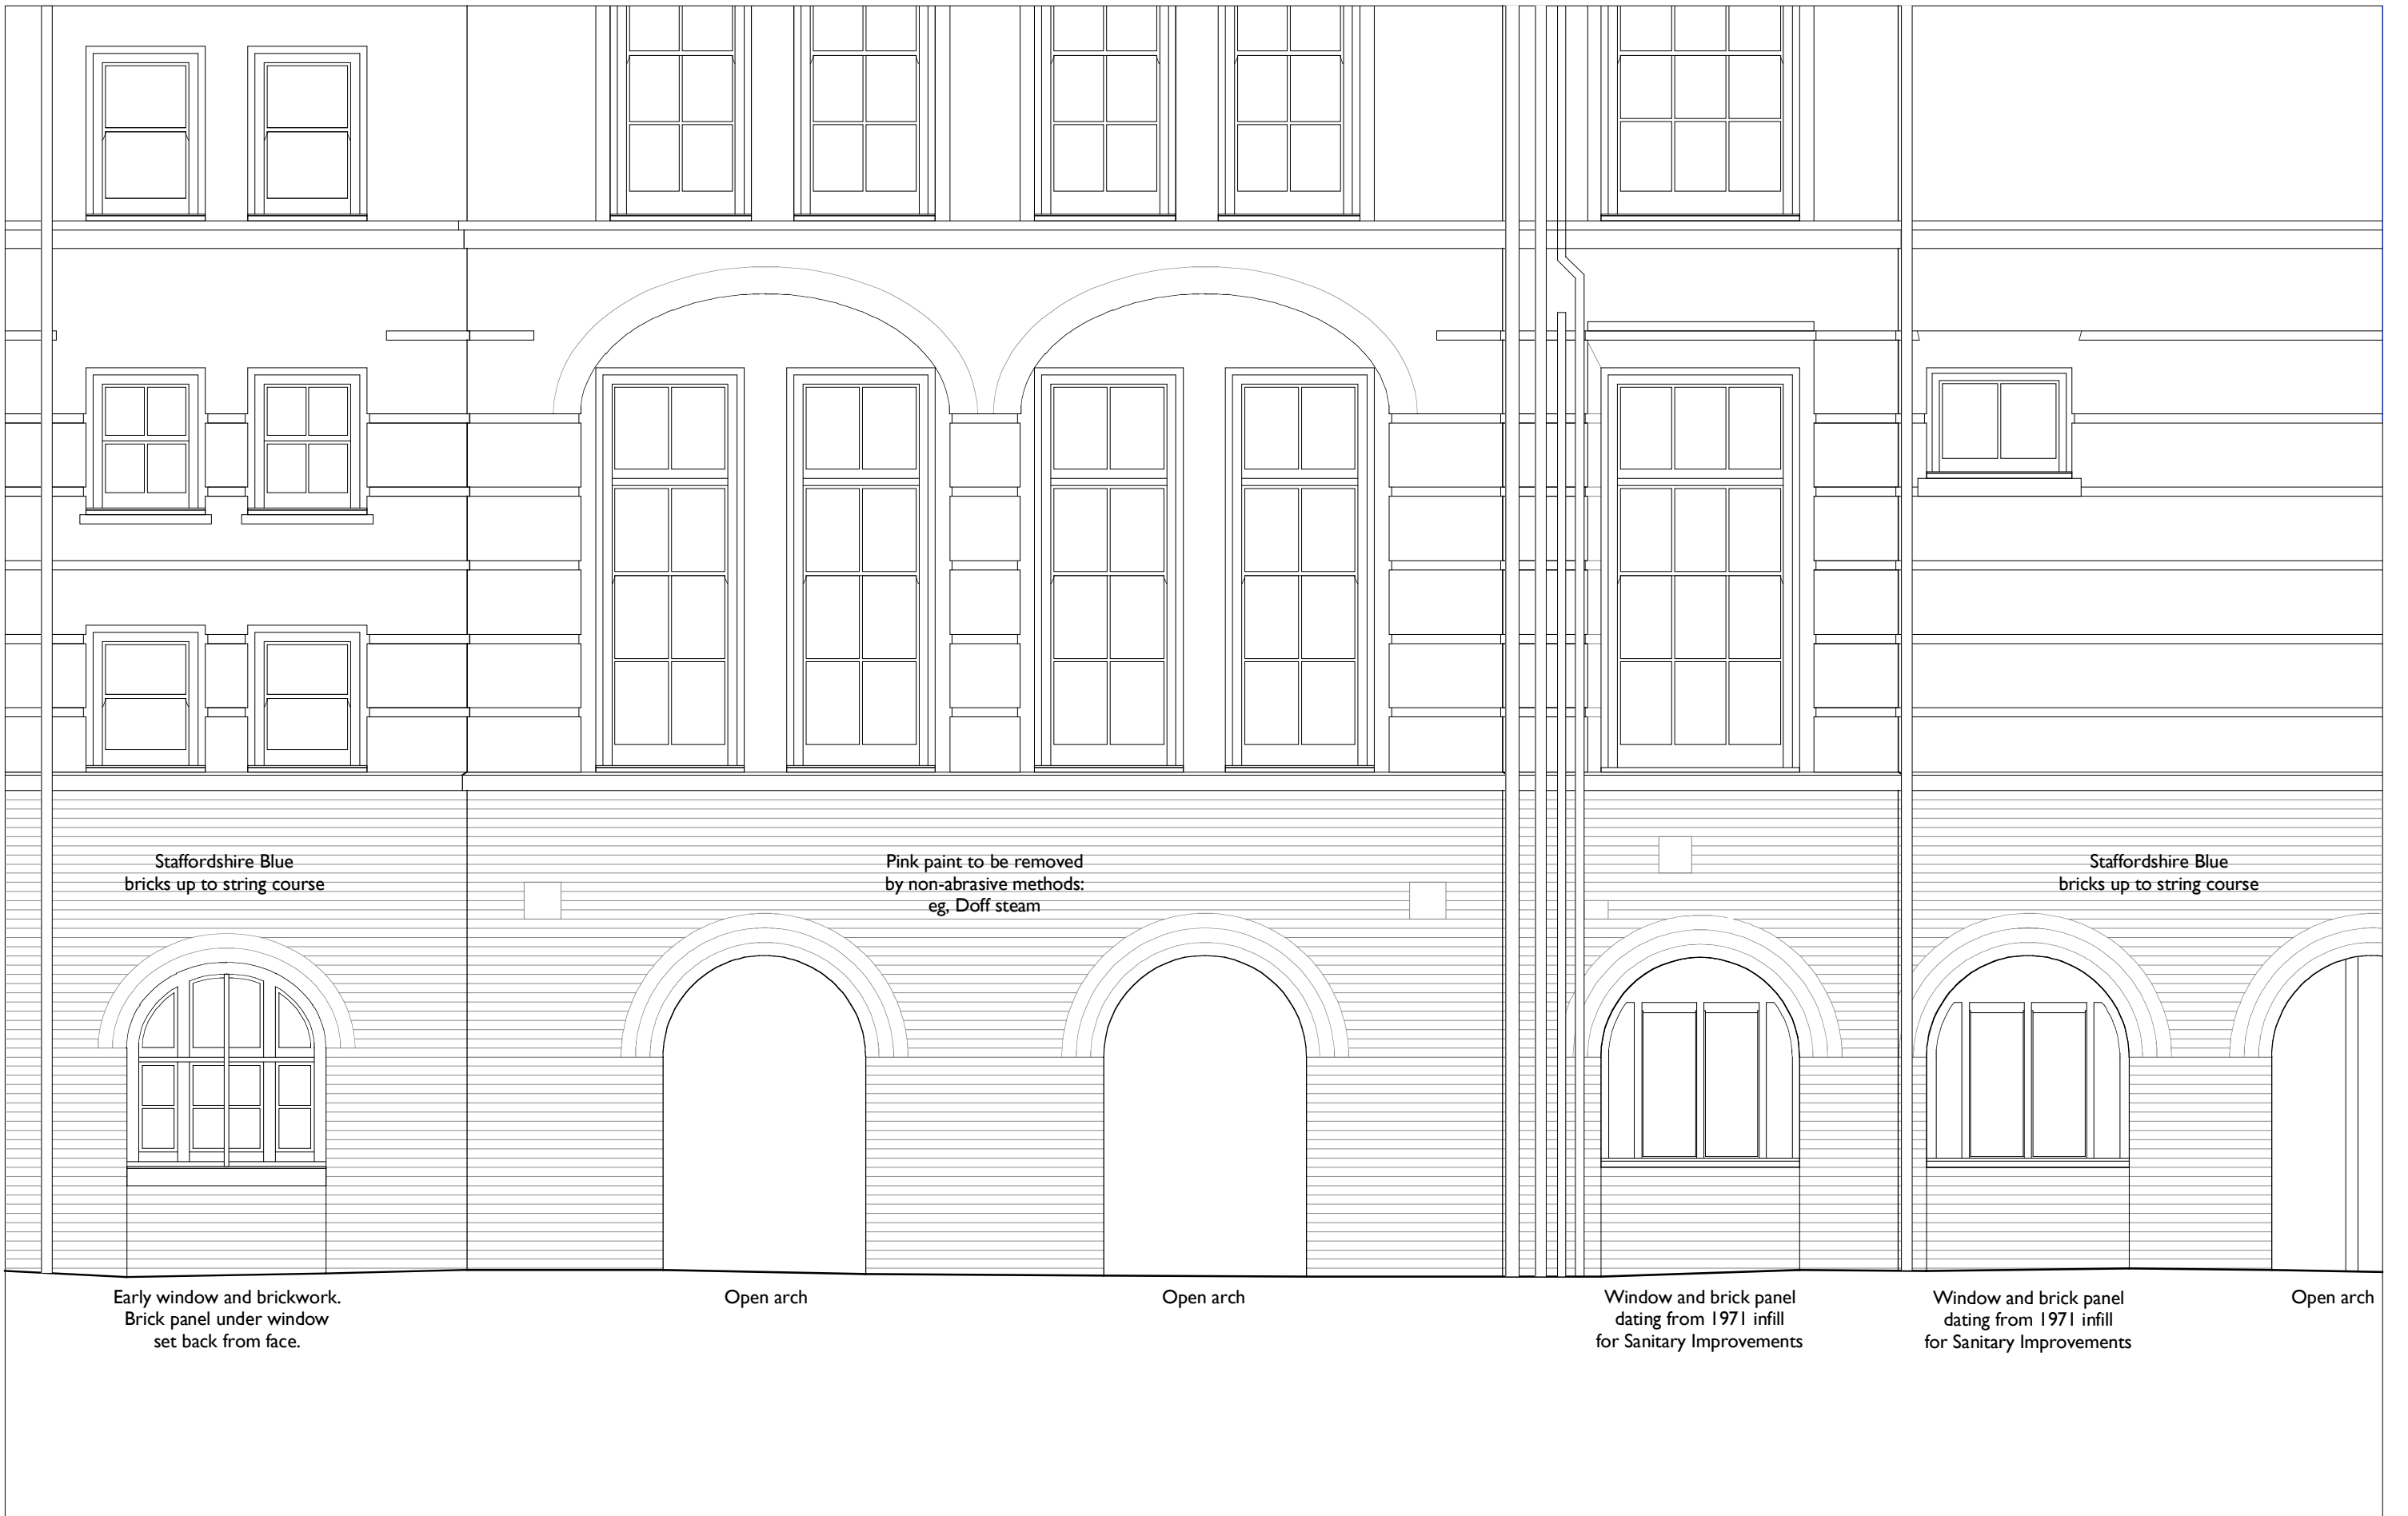 Staffordshire Blue
bricks up to string course
Pink paint to be removed
by non-abrasive methods:
eg, Doff steam
Staffordshire Blue
bricks up to string course
Early window and brickwork.
Brick panel under window
set back from face.
Open arch
Open arch
Window and brick panel
dating from 1971 infill
for Sanitary Improvements
Window and brick panel
dating from 1971 infill
for Sanitary Improvements
Open arch